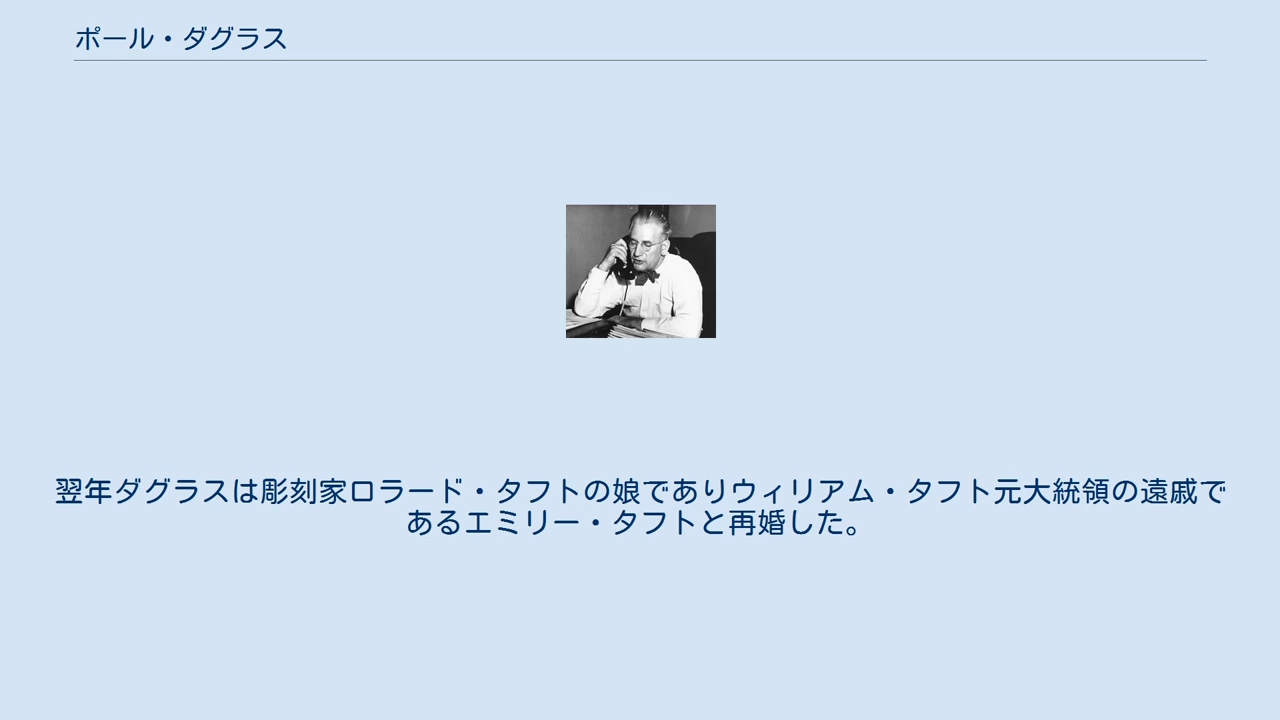 ポール・ダグラス
翌年ダグラスは彫刻家ロラード・タフトの娘でありウィリアム・タフト元大統領の遠戚で
あるエミリー・タフトと再婚した。